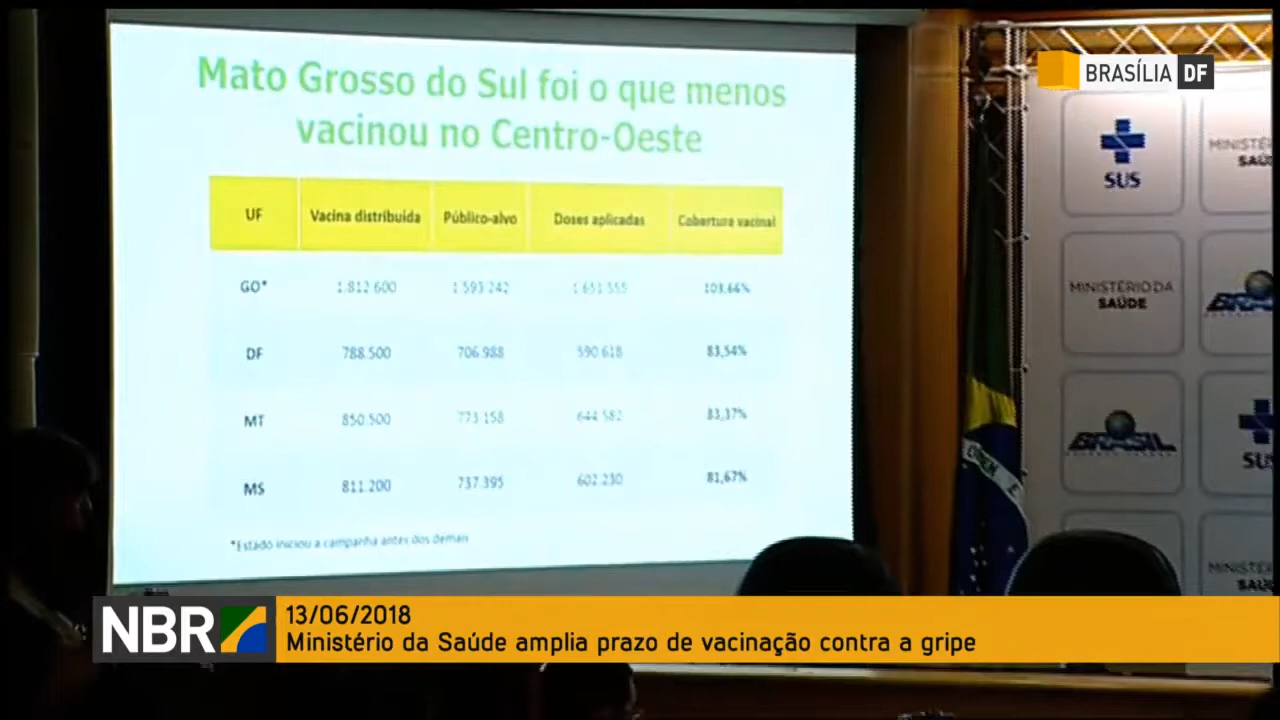 Mato Grosso do Sul foi o que menos
vacinou no Centro-Oeste
UF Vacina distribuída Público-alvo Doses aplicadas Cobertura vacinal
GO* 1.812.600 1.593.242 1.651.555 103,66%
DF 788.500 706.988 590.618 83,54%
MT 850.500 773.158 644.582 83,37%
MS 811.200 737.395 602.230 81,67%
*Estado iniciou a campanha antes dos demais
BRASÍLIA DF
SUS
MINISTÉRIO DA
SAÚDE
BRASIL
SUS
NBR
13/06/2018
Ministério da Saúde amplia prazo de vacinação contra a gripe